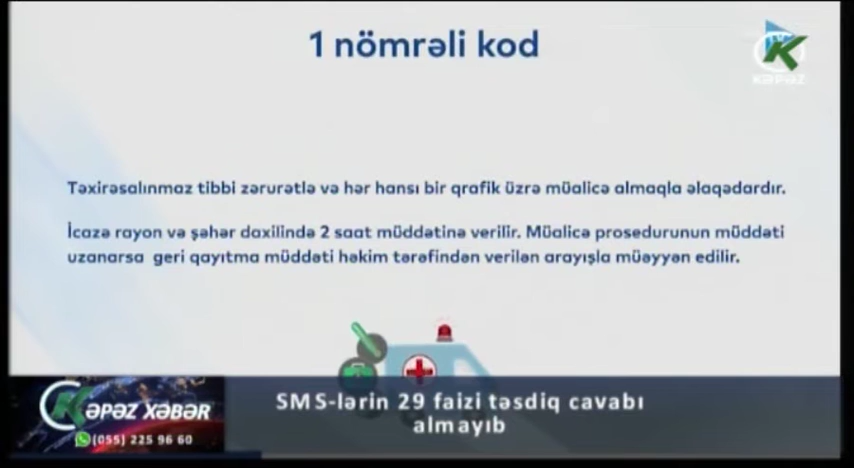 1 nömrəli kod
KƏPƏZ
Təxirəsalınmaz tibbi zərurətlə və hər hansı bir qrafik üzrə müalicə almaqla əlaqədardır.
İcazə rayon və şəhər daxilində 2 saat müddətinə verilir. Müalicə prosedurunun müddəti
uzanarsa geri qayıtma müddəti həkim tərəfindən verilən arayışla müəyyən edilir.
KƏPƏZ XƏBƏR
(055) 225 96 60
SMS-lərin 29 faizi təsdiq cavabı
almayıb